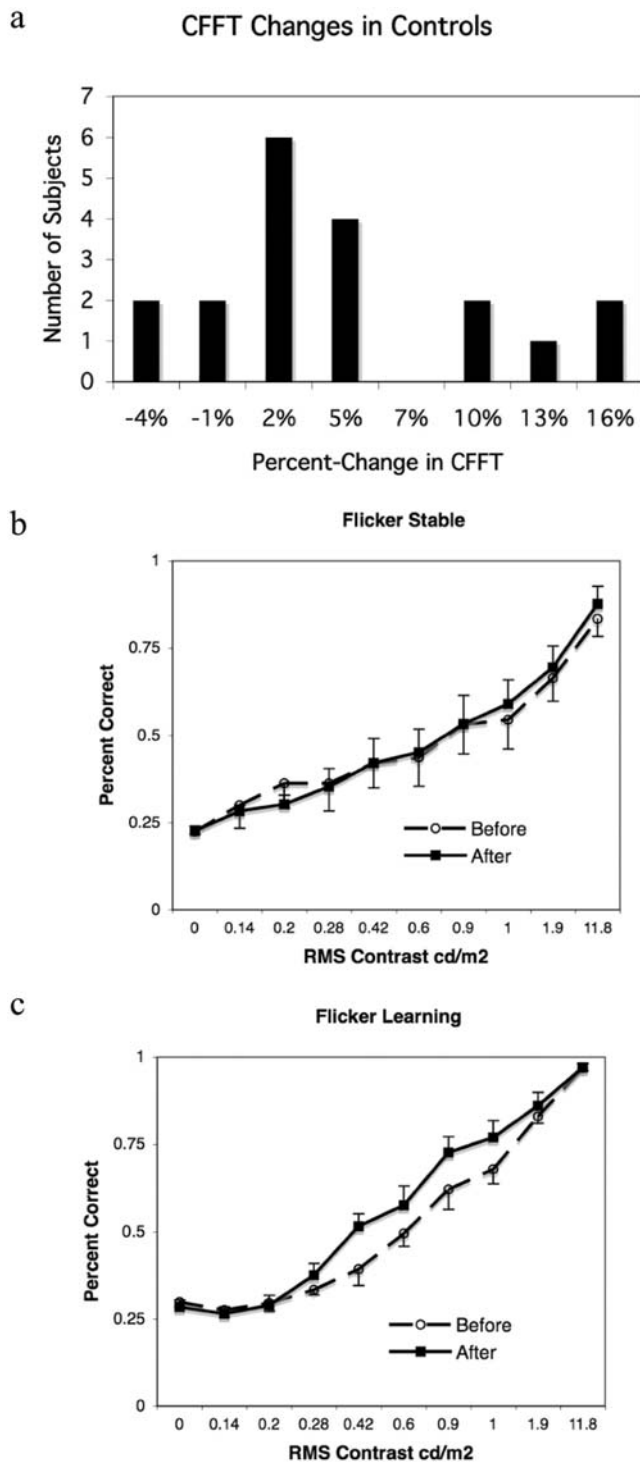 a
CFFT Changes in Controls
7
6
5
4
3
2
1
0
Number of Subjects
-4% -1% 2% 5% 7% 10% 13% 16%
Percent-Change in CFFT
b
Flicker Stable
1
0.75
0.5
0.25
0
Percent Correct
Before
After
0 0.14 0.2 0.28 0.42 0.6 0.9 1 1.9 11.8
RMS Contrast cd/m2
c
Flicker Learning
1
0.75
0.5
0.25
0
Percent Correct
Before
After
0 0.14 0.2 0.28 0.42 0.6 0.9 1 1.9 11.8
RMS Contrast cd/m2